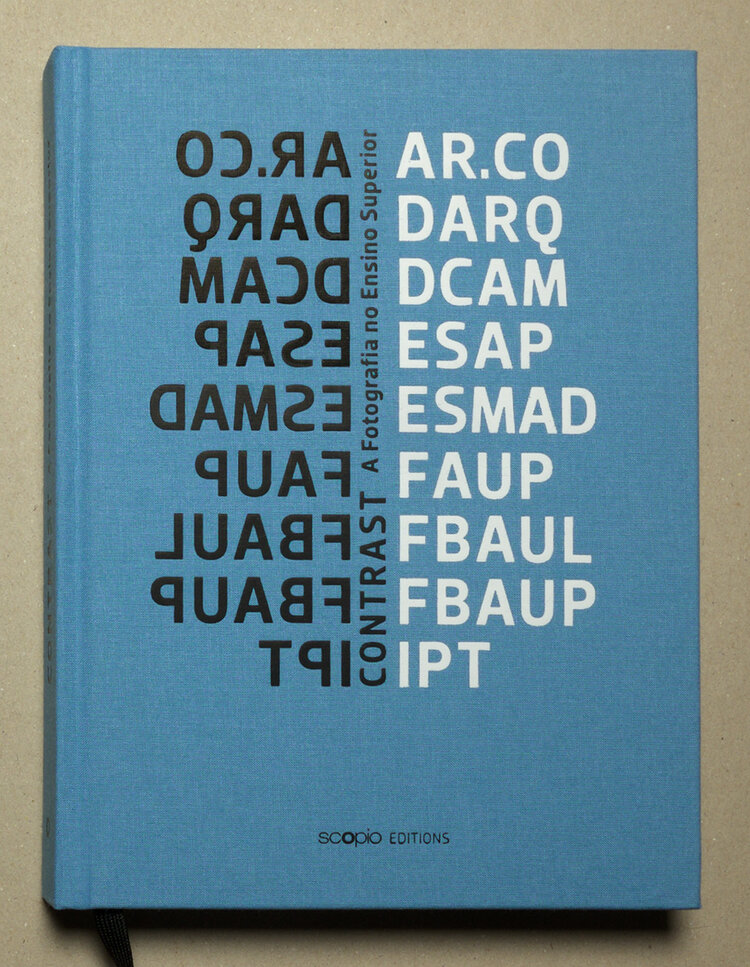 AR.CO AR.CO
DARQ DARQ
DCAM DCAM
ESAP ESAP
ESMAD ESMAD
FAUP FAUP
FBAUL FBAUL
FBAUP FBAUP
IPT IPT
CONTRAST A Fotografia no Ensino Superior
scopio EDITIONS